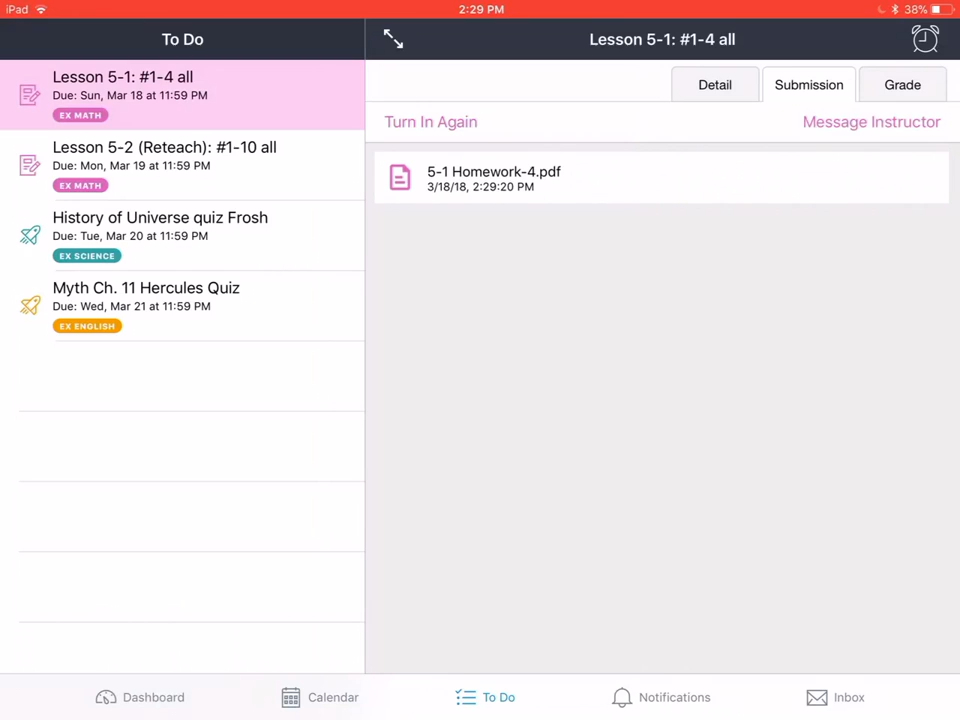 iPad
2:29 PM
38%
To Do
Lesson 5-1: #1-4 all
Lesson 5-1: #1-4 all
Due: Sun, Mar 18 at 11:59 PM
EX MATH
Lesson 5-2 (Reteach): #1-10 all
Due: Mon, Mar 19 at 11:59 PM
EX MATH
History of Universe quiz Frosh
Due: Tue, Mar 20 at 11:59 PM
EX SCIENCE
Myth Ch. 11 Hercules Quiz
Due: Wed, Mar 21 at 11:59 PM
EX ENGLISH
Detail
Submission
Grade
Turn In Again
Message Instructor
5-1 Homework-4.pdf
3/18/18, 2:29:20 PM
Dashboard
Calendar
To Do
Notifications
Inbox